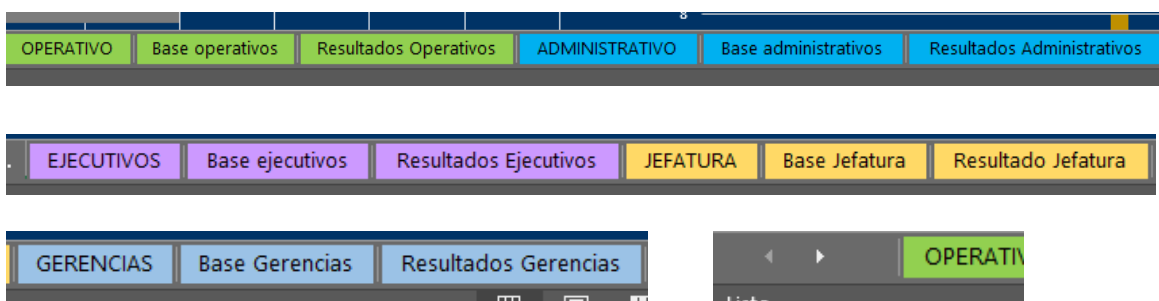 8
OPERATIVO Base operativos Resultados Operativos ADMINISTRATIVO Base administrativos Resultados Administrativos
. EJECUTIVOS Base ejecutivos Resultados Ejecutivos JEFATURA Base Jefatura Resultado Jefatura
GERENCIAS Base Gerencias Resultados Gerencias
OPERATIV